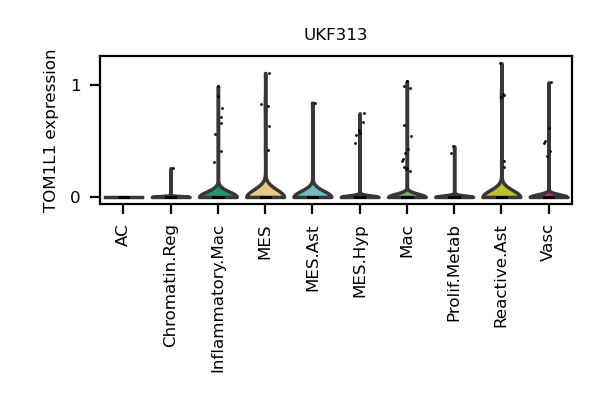 UKF313
TOM1L1 expression
1
0
AC
Chromatin.Reg
Inflammatory.Mac
MES
MES.Ast
MES.Hyp
Mac
Prolif.Metab
Reactive.Ast
Vasc